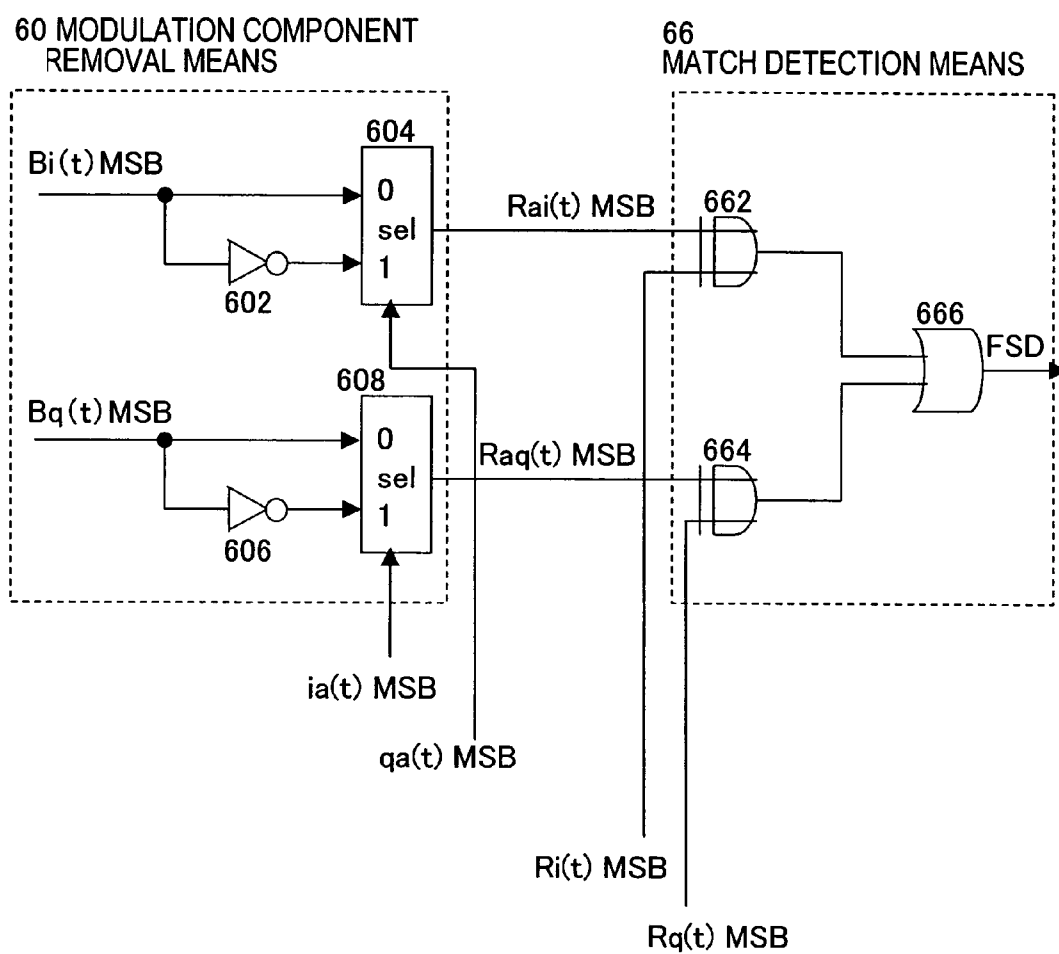 60 MODULATION COMPONENT
REMOVAL MEANS
66
MATCH DETECTION MEANS
604
Bi(t) MSB
0
sel
1
602
Rai(t) MSB
662
666
FSD
608
Bq(t) MSB
0
sel
1
606
Raq(t) MSB
664
ia(t) MSB
qa(t) MSB
Ri(t) MSB
Rq(t) MSB